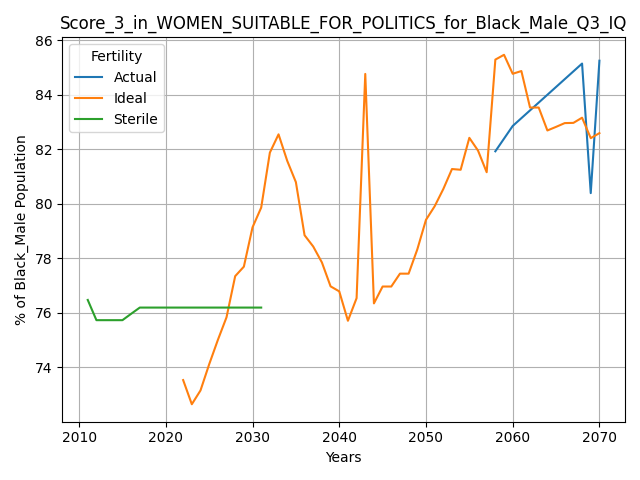 Score_3_in_WOMEN_SUITABLE_FOR_POLITICS_for_Black_Male_Q3_IQ
Fertility
Actual
Ideal
Sterile
86
84
82
80
78
76
74
% of Black_Male Population
2010 2020 2030 2040 2050 2060 2070
Years